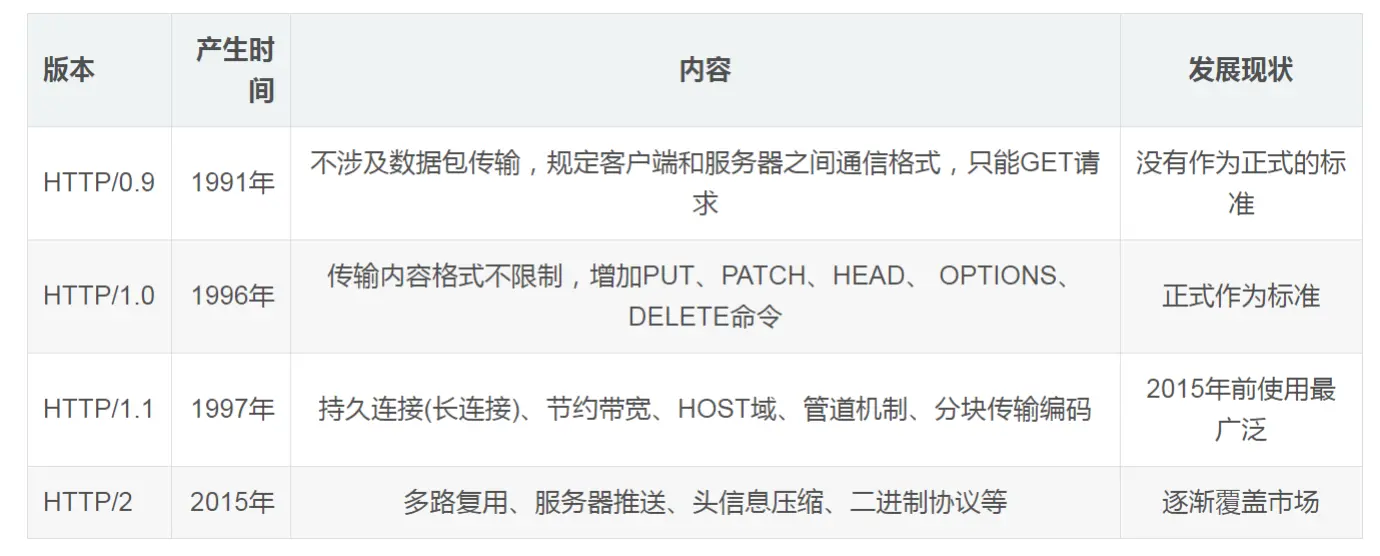 版本
产生时
间
内容
发展现状
HTTP/0.9
1991年
不涉及数据包传输，规定客户端和服务器之间通信格式，只能GET请
求
没有作为正式的标
准
HTTP/1.0
1996年
传输内容格式不限制，增加PUT、PATCH、HEAD、 OPTIONS、
DELETE命令
正式作为标准
HTTP/1.1
1997年
持久连接(长连接)、节约带宽、HOST域、管道机制、分块传输编码
2015年前使用最
广泛
HTTP/2
2015年
多路复用、服务器推送、头信息压缩、二进制协议等
逐渐覆盖市场